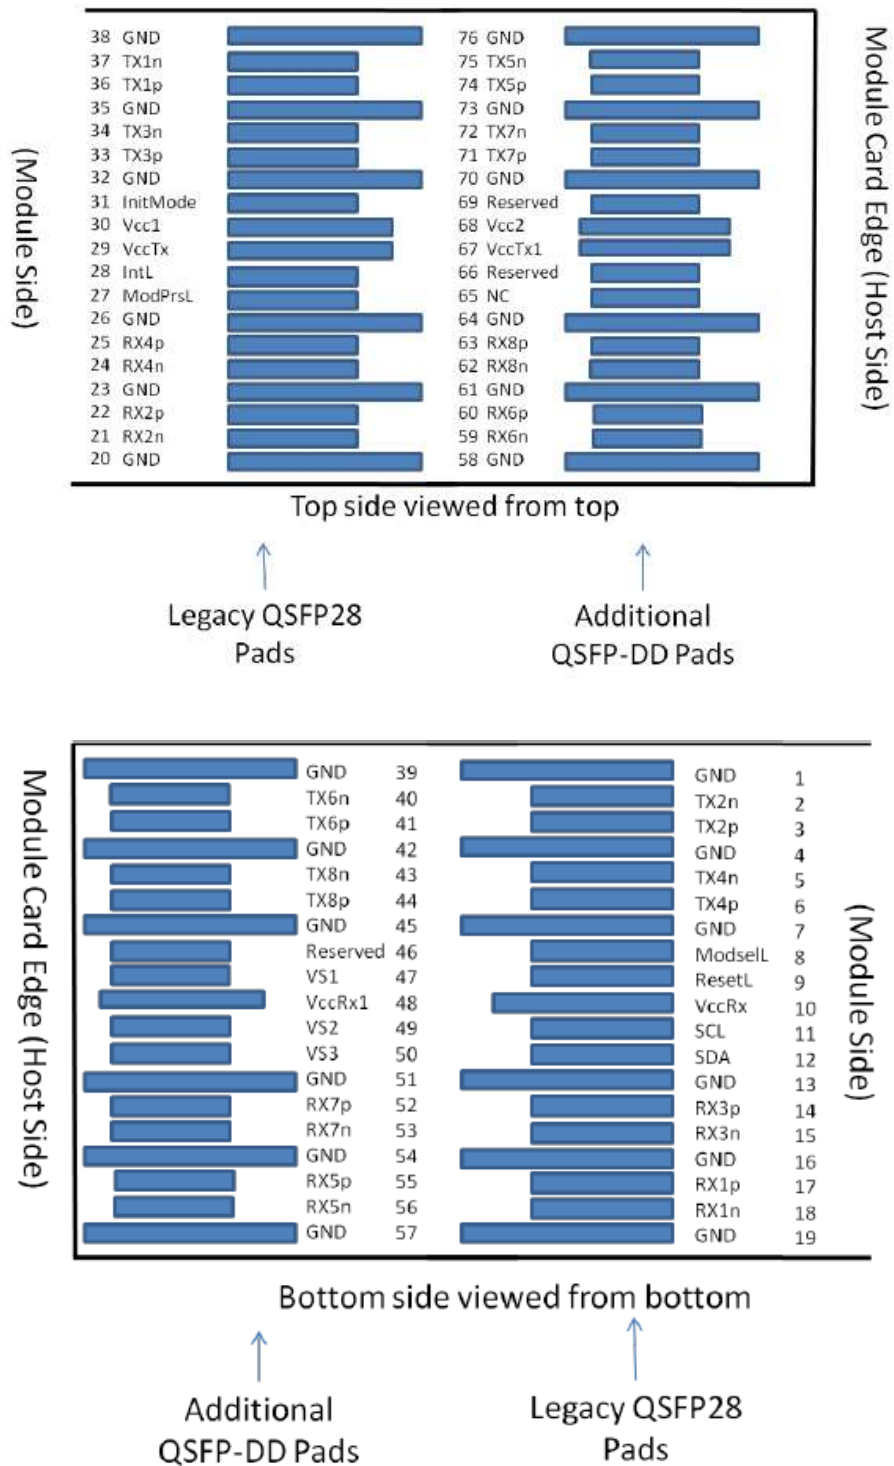 (Module Side)
38 GND 76 GND
37 TX1n 75 TX5n
36 TX1p 74 TX5p
35 GND 73 GND
34 TX3n 72 TX7n
33 TX3p 71 TX7p
32 GND 70 GND
31 InitMode 69 Reserved
30 Vcc1 68 Vcc2
29 VccTx 67 VccTx1
28 IntL 66 Reserved
27 ModPrsL 65 NC
26 GND 64 GND
25 RX4p 63 RX8p
24 RX4n 62 RX8n
23 GND 61 GND
22 RX2p 60 RX6p
21 RX2n 59 RX6n
20 GND 58 GND
Module Card Edge (Host Side)
Top side viewed from top
Legacy QSFP28
Pads
Additional
QSFP-DD Pads
Module Card Edge (Host Side)
GND 39 GND 1
TX6n 40 TX2n 2
TX6p 41 TX2p 3
GND 42 GND 4
TX8n 43 TX4n 5
TX8p 44 TX4p 6
GND 45 GND 7
Reserved 46 ModselL 8
VS1 47 ResetL 9
VccRx1 48 VccRx 10
VS2 49 SCL 11
VS3 50 SDA 12
GND 51 GND 13
RX7p 52 RX3p 14
RX7n 53 RX3n 15
GND 54 GND 16
RX5p 55 RX1p 17
RX5n 56 RX1n 18
GND 57 GND 19
(Module Side)
Bottom side viewed from bottom
Additional
QSFP-DD Pads
Legacy QSFP28
Pads